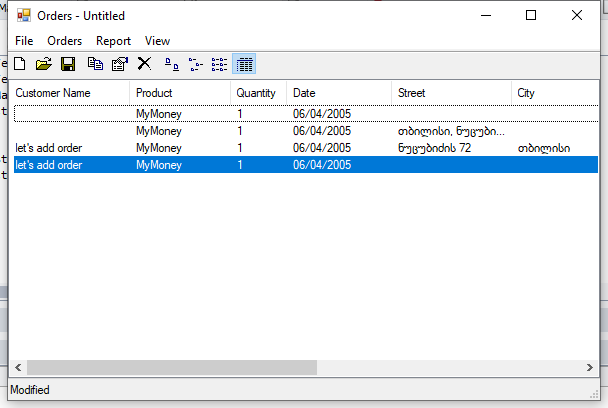 Orders - Untitled
File Orders Report View
Customer Name Product Quantity Date Street City
MyMoney 1 06/04/2005
MyMoney 1 06/04/2005 თბილისი, ნუცუბი...
let's add order MyMoney 1 06/04/2005 ნუცუბიძის 72 თბილისი
let's add order MyMoney 1 06/04/2005
Modified